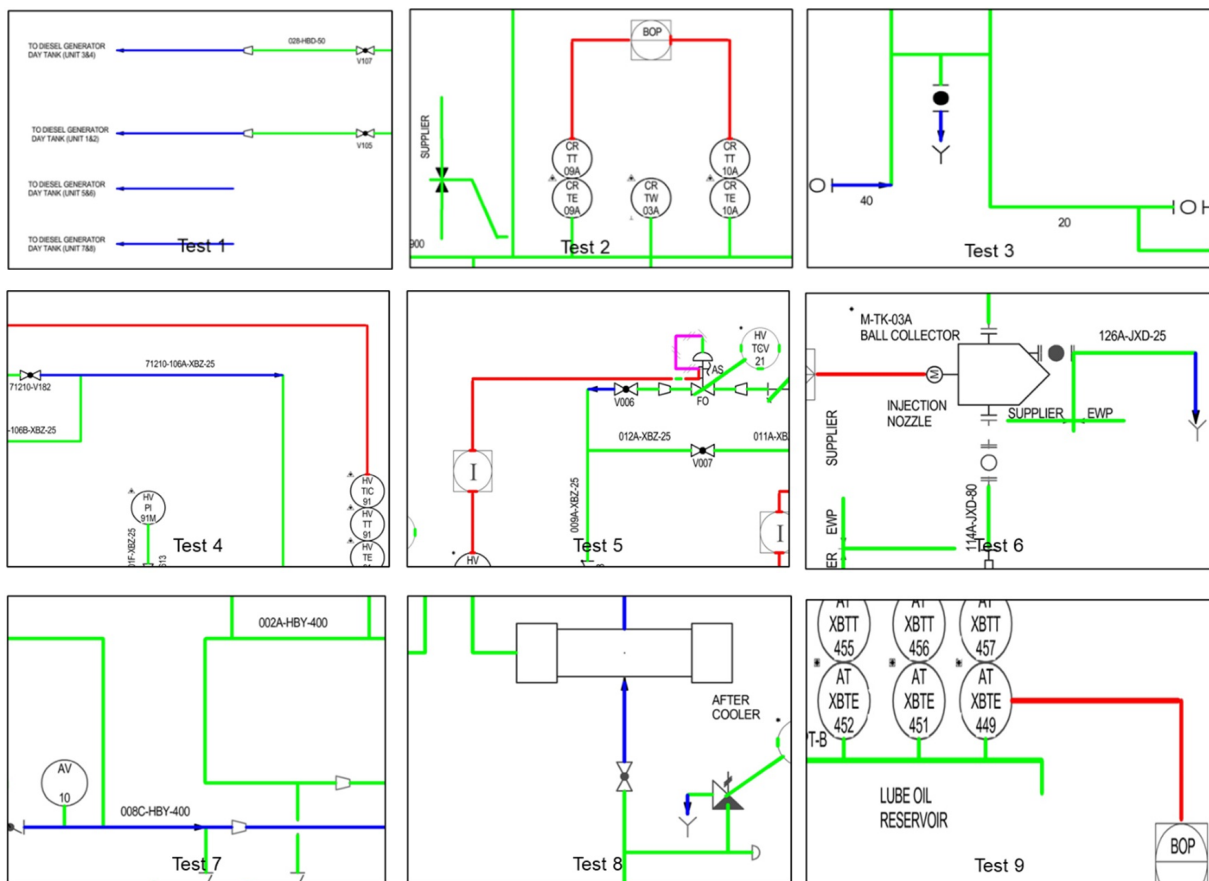 TO DIESEL GENERATOR
DAY TANK (UNIT 3&4)
028-HBD-50
V107
TO DIESEL GENERATOR
DAY TANK (UNIT 1&2)
V105
TO DIESEL GENERATOR
DAY TANK (UNIT 5&6)
TO DIESEL GENERATOR
DAY TANK (UNIT 7&8)
Test 1
BOP
SUPPLIER
CR
TT
09A
CR
TE
09A
CR
TW
03A
CR
TT
10A
CR
TE
10A
900
Test 2
40
20
Test 3
71210-106A-XBZ-25
71210-V182
-106B-XBZ-25
HV
PI
91M
01F-XBZ-25
613
HV
TIC
91
HV
TT
91
HV
TE
Test 4
HV
TCV
21
AS
V006
FO
012A-XBZ-25
011A-XB
V007
009A-XBZ-25
I
I
HV
Test 5
M-TK-03A
BALL COLLECTOR
126A-JXD-25
M
INJECTION
NOZZLE
SUPPLIER
EWP
SUPPLIER
EWP
ER
114A-JXD-80
Test 6
002A-HBY-400
AV
10
008C-HBY-400
Test 7
AFTER
COOLER
Test 8
AT
XBTT
455
AT
XBTT
456
AT
XBTT
457
AT
XBTE
452
AT
XBTE
451
AT
XBTE
449
PT-B
LUBE OIL
RESERVOIR
BOP
Test 9